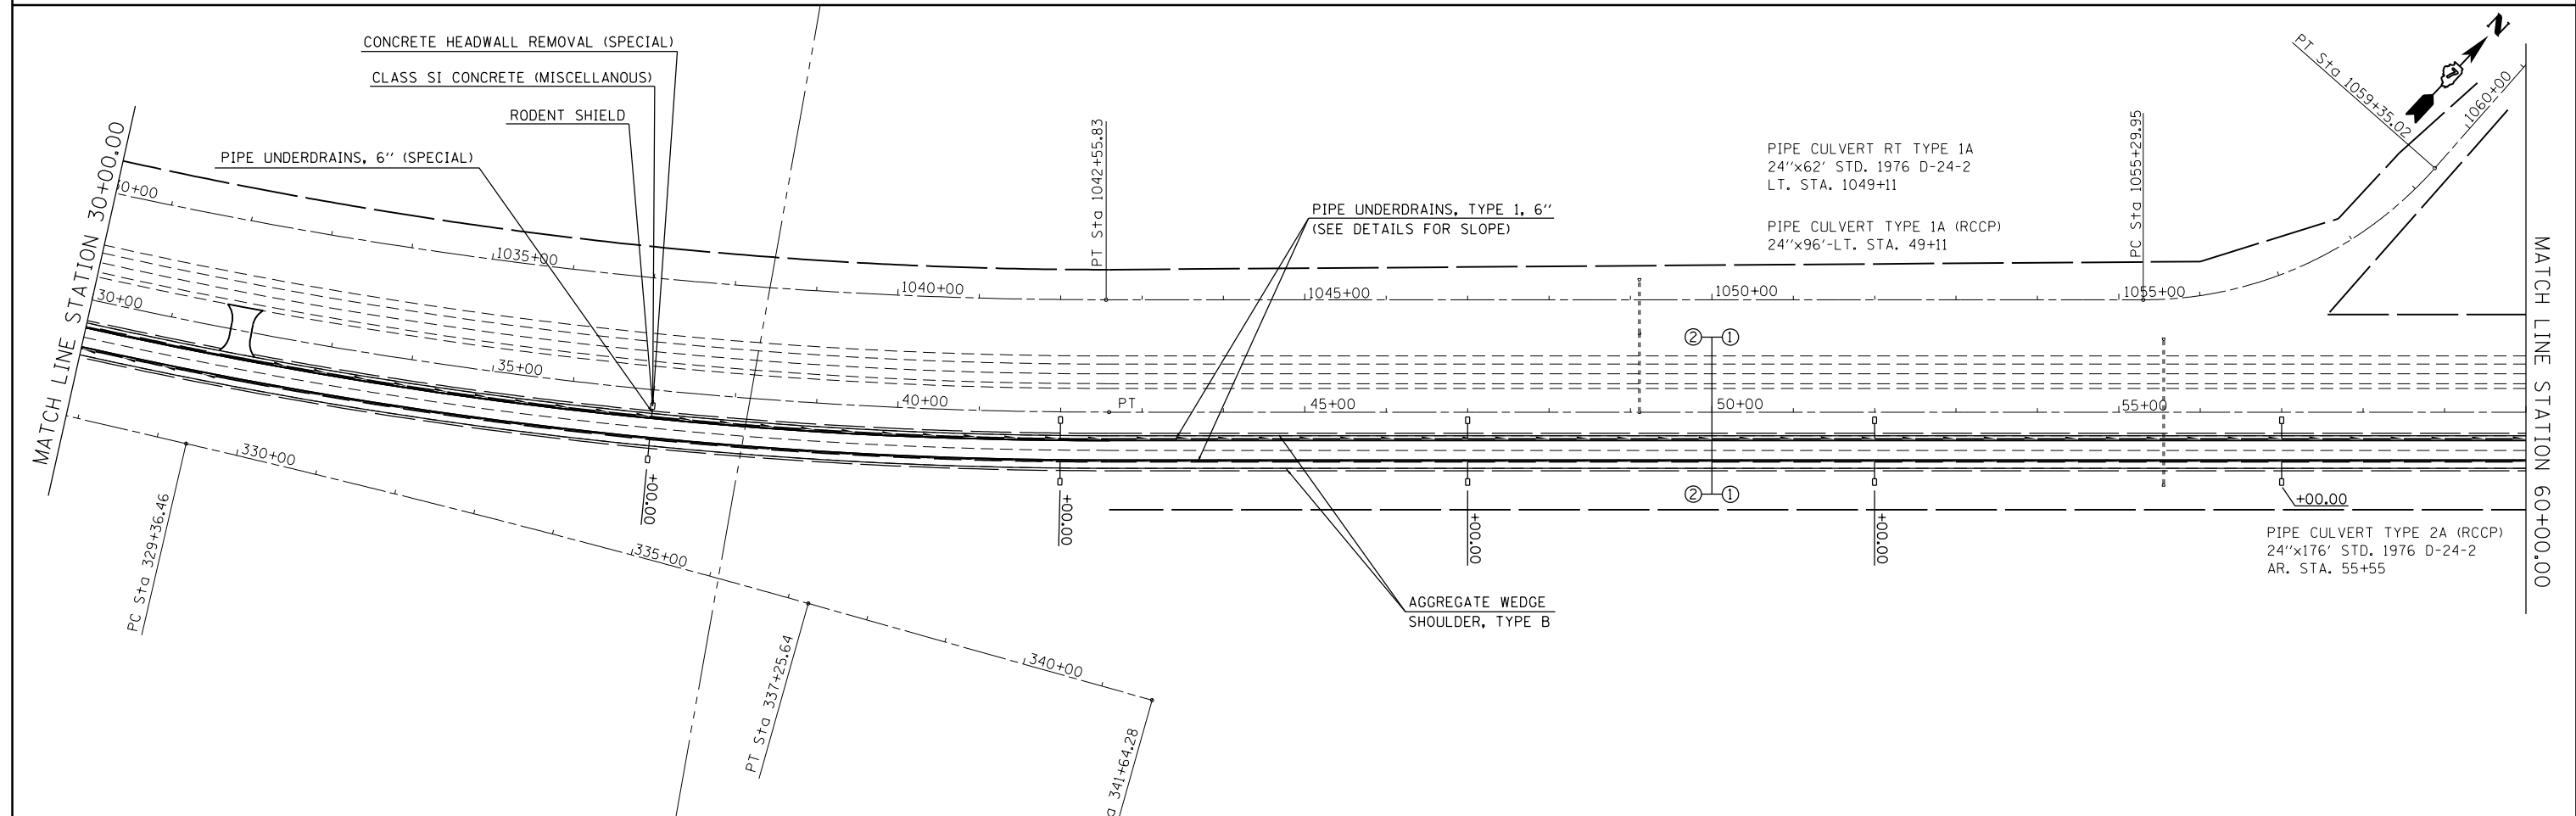 CONCRETE HEADWALL REMOVAL (SPECIAL)
CLASS SI CONCRETE (MISCELLANOUS)
RODENT SHIELD
PIPE UNDERDRAINS, 6'' (SPECIAL)
MATCH LINE STATION 30+00.00
1035+00
1040+00
PT Sta 1042+55.83
1045+00
1050+00
1055+00
PC Sta 1055+29.95
PT Sta 1059+35.02
1060+00
N
PIPE UNDERDRAINS, TYPE 1, 6''
(SEE DETAILS FOR SLOPE)
PIPE CULVERT RT TYPE 1A
24''x62' STD. 1976 D-24-2
LT. STA. 1049+11
PIPE CULVERT TYPE 1A (RCCP)
24''x96'-LT. STA. 49+11
30+00
35+00
40+00
PT
45+00
50+00
55+00
2 1
2 1
MATCH LINE STATION 60+00.00
+00.00
+00.00
+00.00
+00.00
+00.00
PIPE CULVERT TYPE 2A (RCCP)
24''x176' STD. 1976 D-24-2
AR. STA. 55+55
AGGREGATE WEDGE
SHOULDER, TYPE B
PC Sta 329+36.46
330+00
335+00
PT Sta 337+25.64
340+00
341+64.28